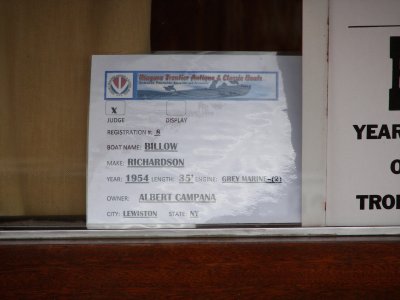 Niagara Frontier Antique & Classic Boats
X
JUDGE DISPLAY
REGISTRATION #: 8
BOAT NAME: BILLOW
MAKE: RICHARDSON
YEAR: 1954 LENGTH: 35' ENGINE: GREY MARINE-(2)
OWNER: ALBERT CAMPANA
CITY: LEWISTON STATE: NY
YEAR
O
TRO